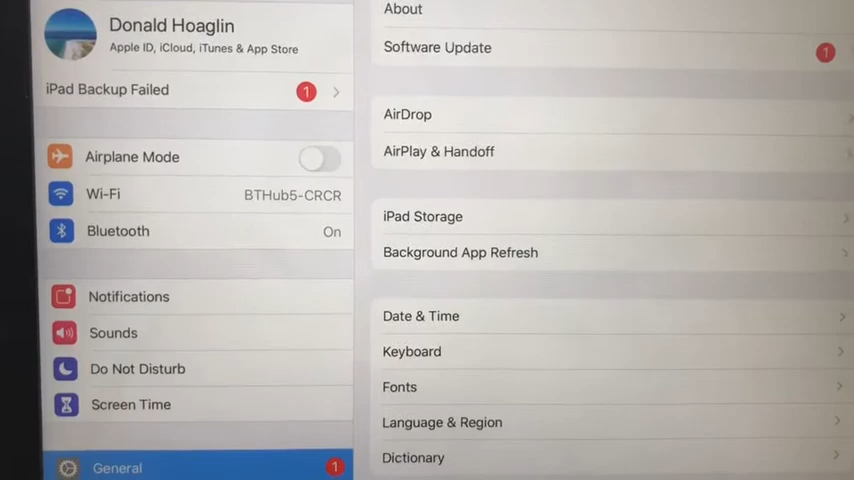 Donald Hoaglin
Apple ID, iCloud, iTunes & App Store
iPad Backup Failed
1
Airplane Mode
Wi-Fi
BTHub5-CRCR
Bluetooth
On
Notifications
Sounds
Do Not Disturb
Screen Time
General
1
About
Software Update
1
AirDrop
AirPlay & Handoff
iPad Storage
Background App Refresh
Date & Time
Keyboard
Fonts
Language & Region
Dictionary